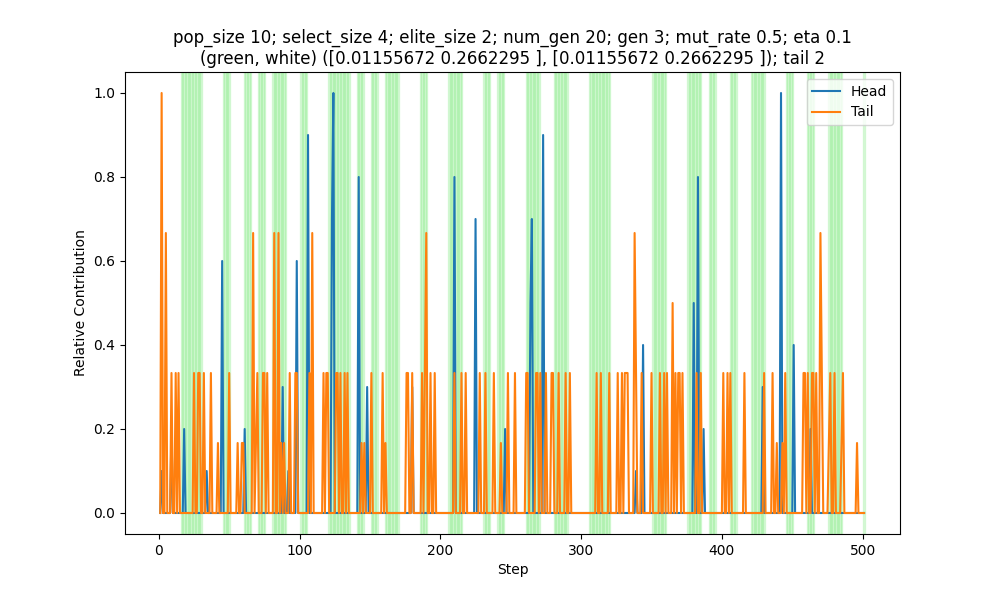 pop_size 10; select_size 4; elite_size 2; num_gen 20; gen 3; mut_rate 0.5; eta 0.1
(green, white) ([0.01155672 0.2662295 ], [0.01155672 0.2662295 ]); tail 2
Head
Tail
1.0
0.8
0.6
0.4
0.2
0.0
Relative Contribution
0
100
200
300
400
500
Step